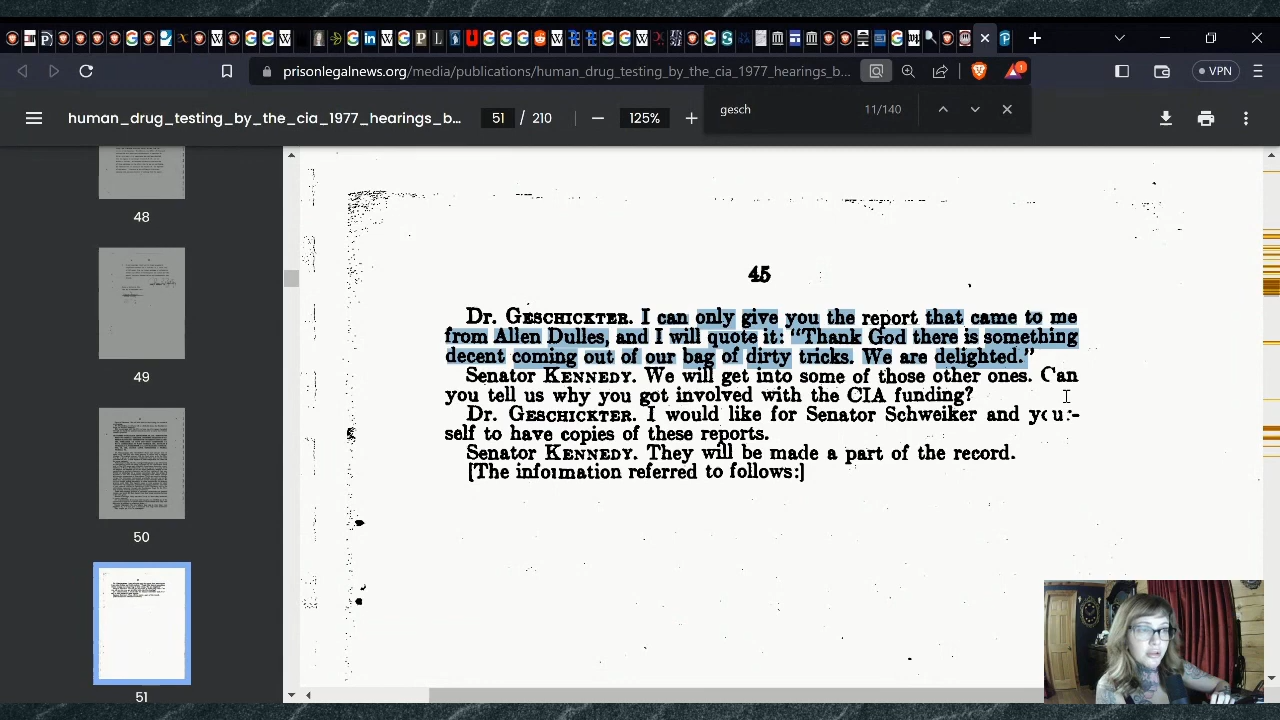 prisonlegalnews.org/media/publications/human_drug_testing_by_the_cia_1977_hearings_b...
VPN
1
human_drug_testing_by_the_cia_1977_hearings_b...
51 / 210
125%
gesch
11/140
48
49
50
51
45
Dr. GESCHICKTER. I can only give you the report that came to me
from Allen Dulles, and I will quote it: "Thank God there is something
decent coming out of our bag of dirty tricks. We are delighted."
Senator KENNEDY. We will get into some of those other ones. Can
you tell us why you got involved with the CIA funding?
Dr. GESCHICKTER. I would like for Senator Schweiker and your-
self to have copies of these reports.
Senator KENNEDY. They will be made a part of the record.
[The information referred to follows:]